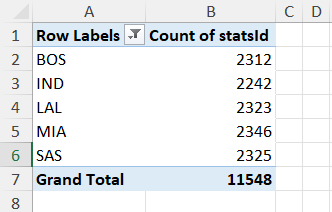 A B C D
1 Row Labels Count of statsId
2 BOS 2312
3 IND 2242
4 LAL 2323
5 MIA 2346
6 SAS 2325
7 Grand Total 11548
8